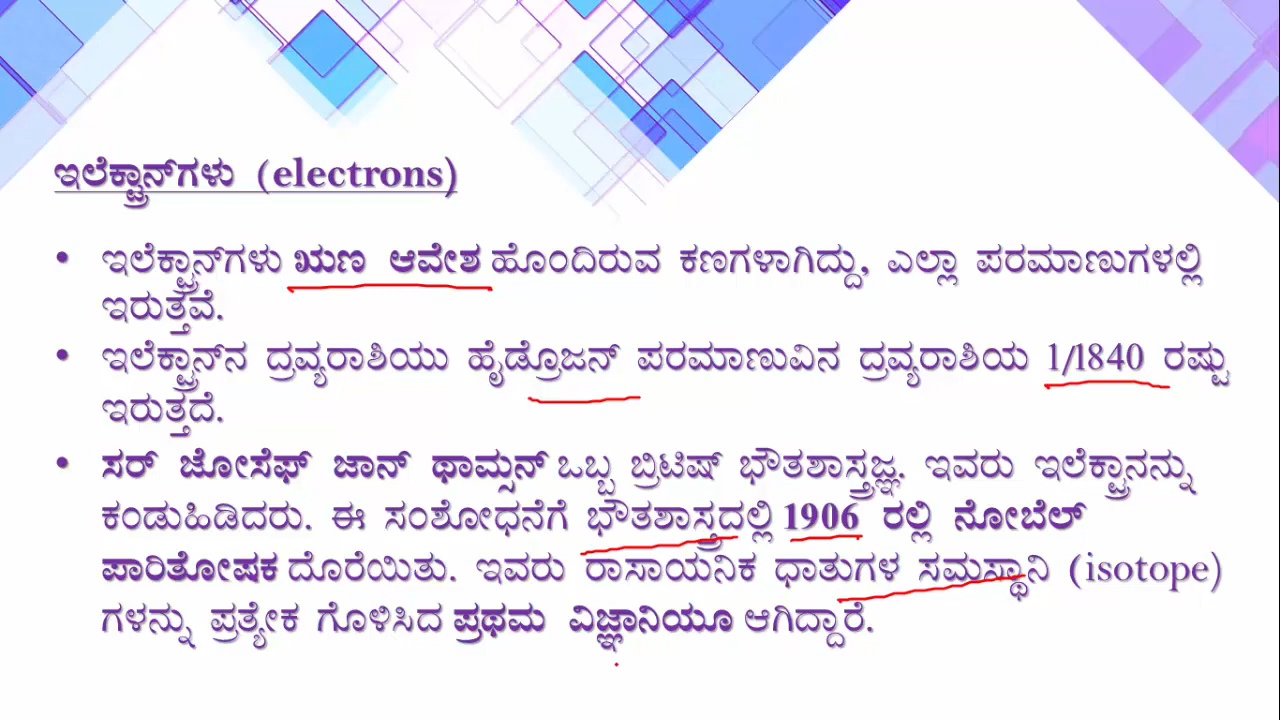 ಇಲೆಕ್ಟ್ರಾನ್‌ಗಳು (electrons)
• ಇಲೆಕ್ಟ್ರಾನ್‌ಗಳು ಋಣ ಆವೇಶ ಹೊಂದಿರುವ ಕಣಗಳಾಗಿದ್ದು, ಎಲ್ಲಾ ಪರಮಾಣುಗಳಲ್ಲಿ
ಇರುತ್ತವೆ.
• ಇಲೆಕ್ಟ್ರಾನ್‌ನ ದ್ರವ್ಯರಾಶಿಯು ಹೈಡ್ರೊಜನ್ ಪರಮಾಣುವಿನ ದ್ರವ್ಯರಾಶಿಯ 1/1840 ರಷ್ಟು
ಇರುತ್ತದೆ.
• ಸರ್ ಜೋಸೆಫ್ ಜಾನ್ ಥಾಮ್ಸನ್ ಒಬ್ಬ ಬ್ರಿಟಿಷ್ ಭೌತಶಾಸ್ತ್ರಜ್ಞ. ಇವರು ಇಲೆಕ್ಟ್ರಾನನ್ನು
ಕಂಡುಹಿಡಿದರು. ಈ ಸಂಶೋಧನೆಗೆ ಭೌತಶಾಸ್ತ್ರದಲ್ಲಿ 1906 ರಲ್ಲಿ ನೋಬೆಲ್
ಪಾರಿತೋಷಕ ದೊರೆಯಿತು. ಇವರು ರಾಸಾಯನಿಕ ಧಾತುಗಳ ಸಮಸ್ಥಾನಿ (isotope)
ಗಳನ್ನು ಪ್ರತ್ಯೇಕ ಗೊಳಿಸಿದ ಪ್ರಥಮ ವಿಜ್ಞಾನಿಯೂ ಆಗಿದ್ದಾರೆ.